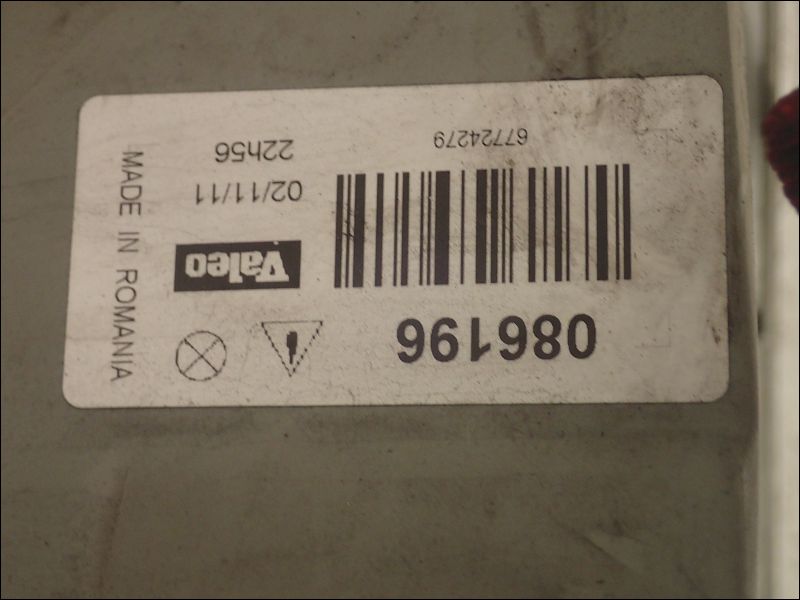 086196
67724279
Valeo
02/11/11
22h56
MADE IN ROMANIA